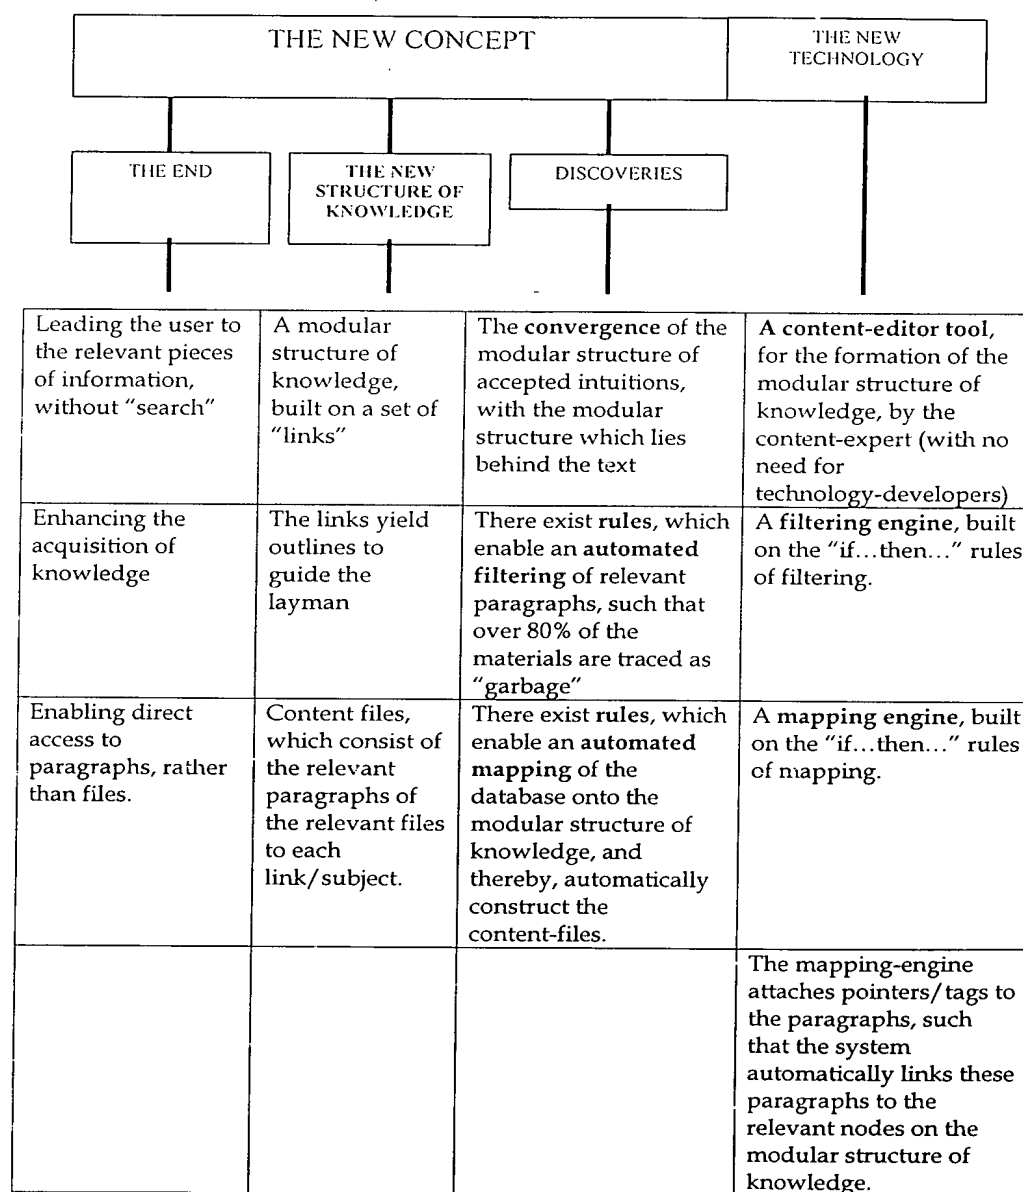 THE NEW CONCEPT
THE NEW
TECHNOLOGY
THE END
THE NEW
STRUCTURE OF
KNOWLEDGE
DISCOVERIES
Leading the user to
the relevant pieces
of information,
without "search"
A modular
structure of
knowledge,
built on a set of
"links"
The convergence of the
modular structure of
accepted intuitions,
with the modular
structure which lies
behind the text
A content-editor tool,
for the formation of the
modular structure of
knowledge, by the
content-expert (with no
need for
technology-developers)
Enhancing the
acquisition of
knowledge
The links yield
outlines to
guide the
layman
There exist rules, which
enable an automated
filtering of relevant
paragraphs, such that
over 80% of the
materials are traced as
"garbage"
A filtering engine, built
on the "if...then..." rules
of filtering.
Enabling direct
access to
paragraphs, rather
than files.
Content files,
which consist of
the relevant
paragraphs of
the relevant files
to each
link/subject.
There exist rules, which
enable an automated
mapping of the
database onto the
modular structure of
knowledge, and
thereby, automatically
construct the
content-files.
A mapping engine, built
on the "if...then..." rules
of mapping.
The mapping-engine
attaches pointers/tags to
the paragraphs, such
that the system
automatically links these
paragraphs to the
relevant nodes on the
modular structure of
knowledge.